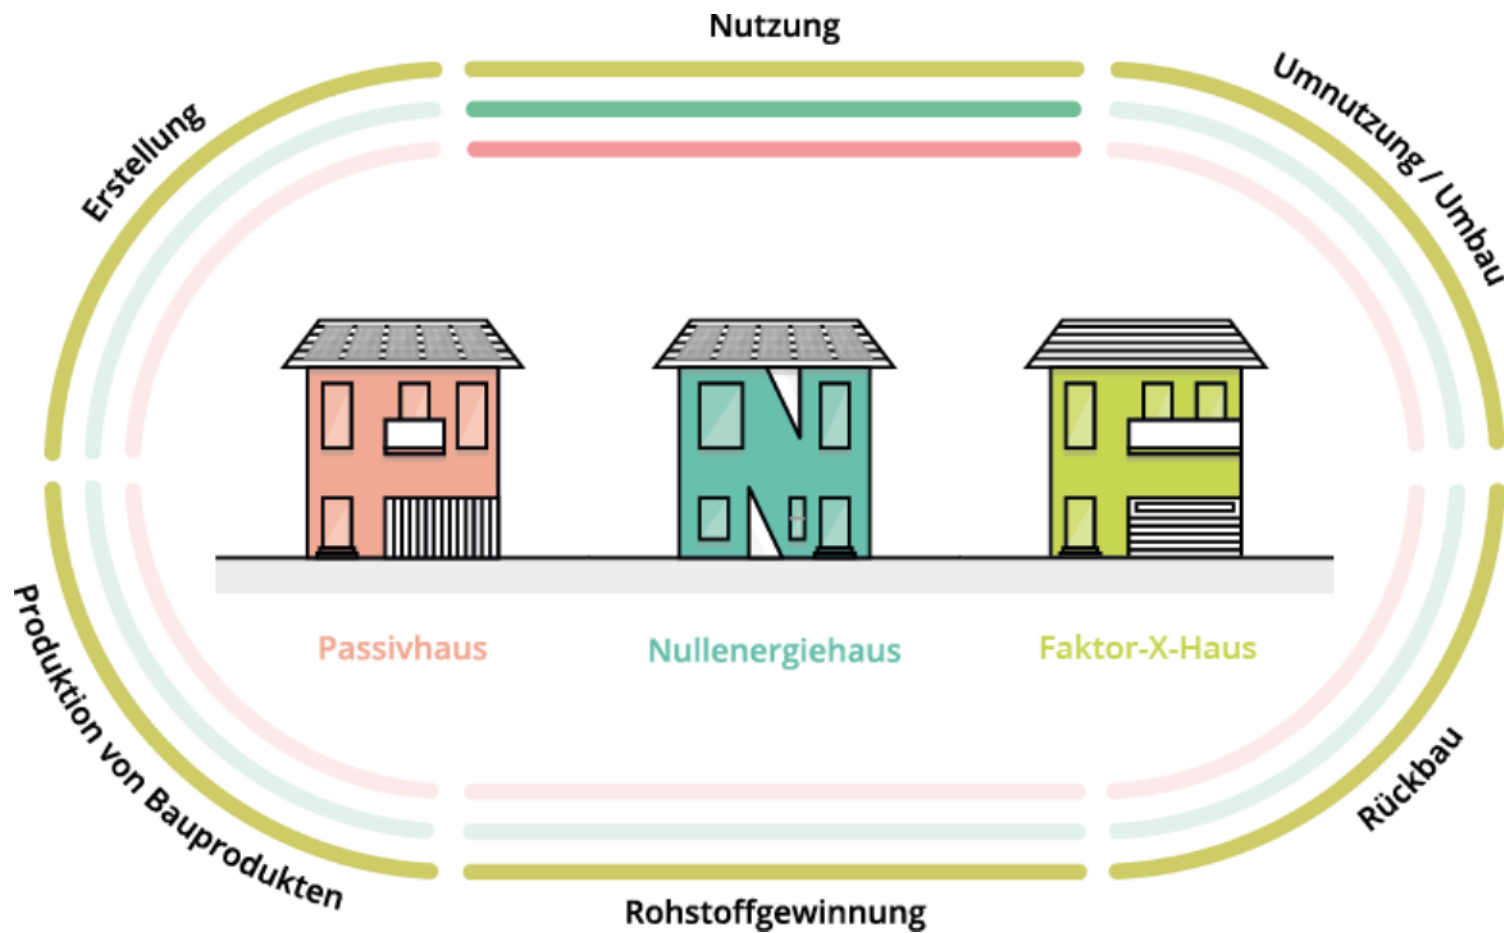 Nutzung
Erstellung
Umnutzung / Umbau
Passivhaus
Nullenergiehaus
Faktor-X-Haus
Produktion von Bauprodukten
Rückbau
Rohstoffgewinnung